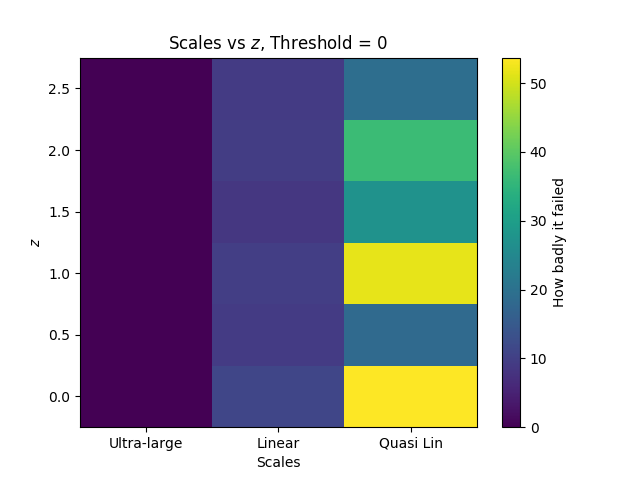 Scales vs z, Threshold = 0
2.5
2.0
1.5
1.0
0.5
0.0
z
Ultra-large
Linear
Quasi Lin
Scales
50
40
30
20
10
0
How badly it failed